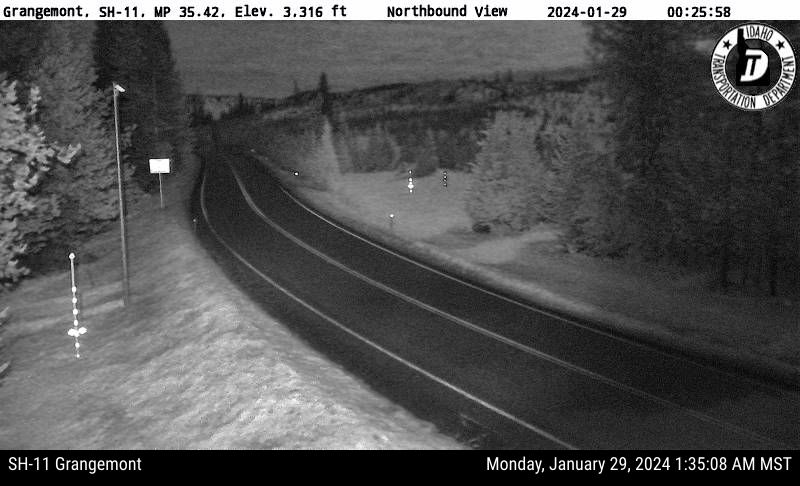 Grangemont, SH-11, MP 35.42, Elev. 3,316 ft Northbound View 2024-01-29 00:25:58
IDAHO
TRANSPORTATION DEPARTMENT
SH-11 Grangemont Monday, January 29, 2024 1:35:08 AM MST